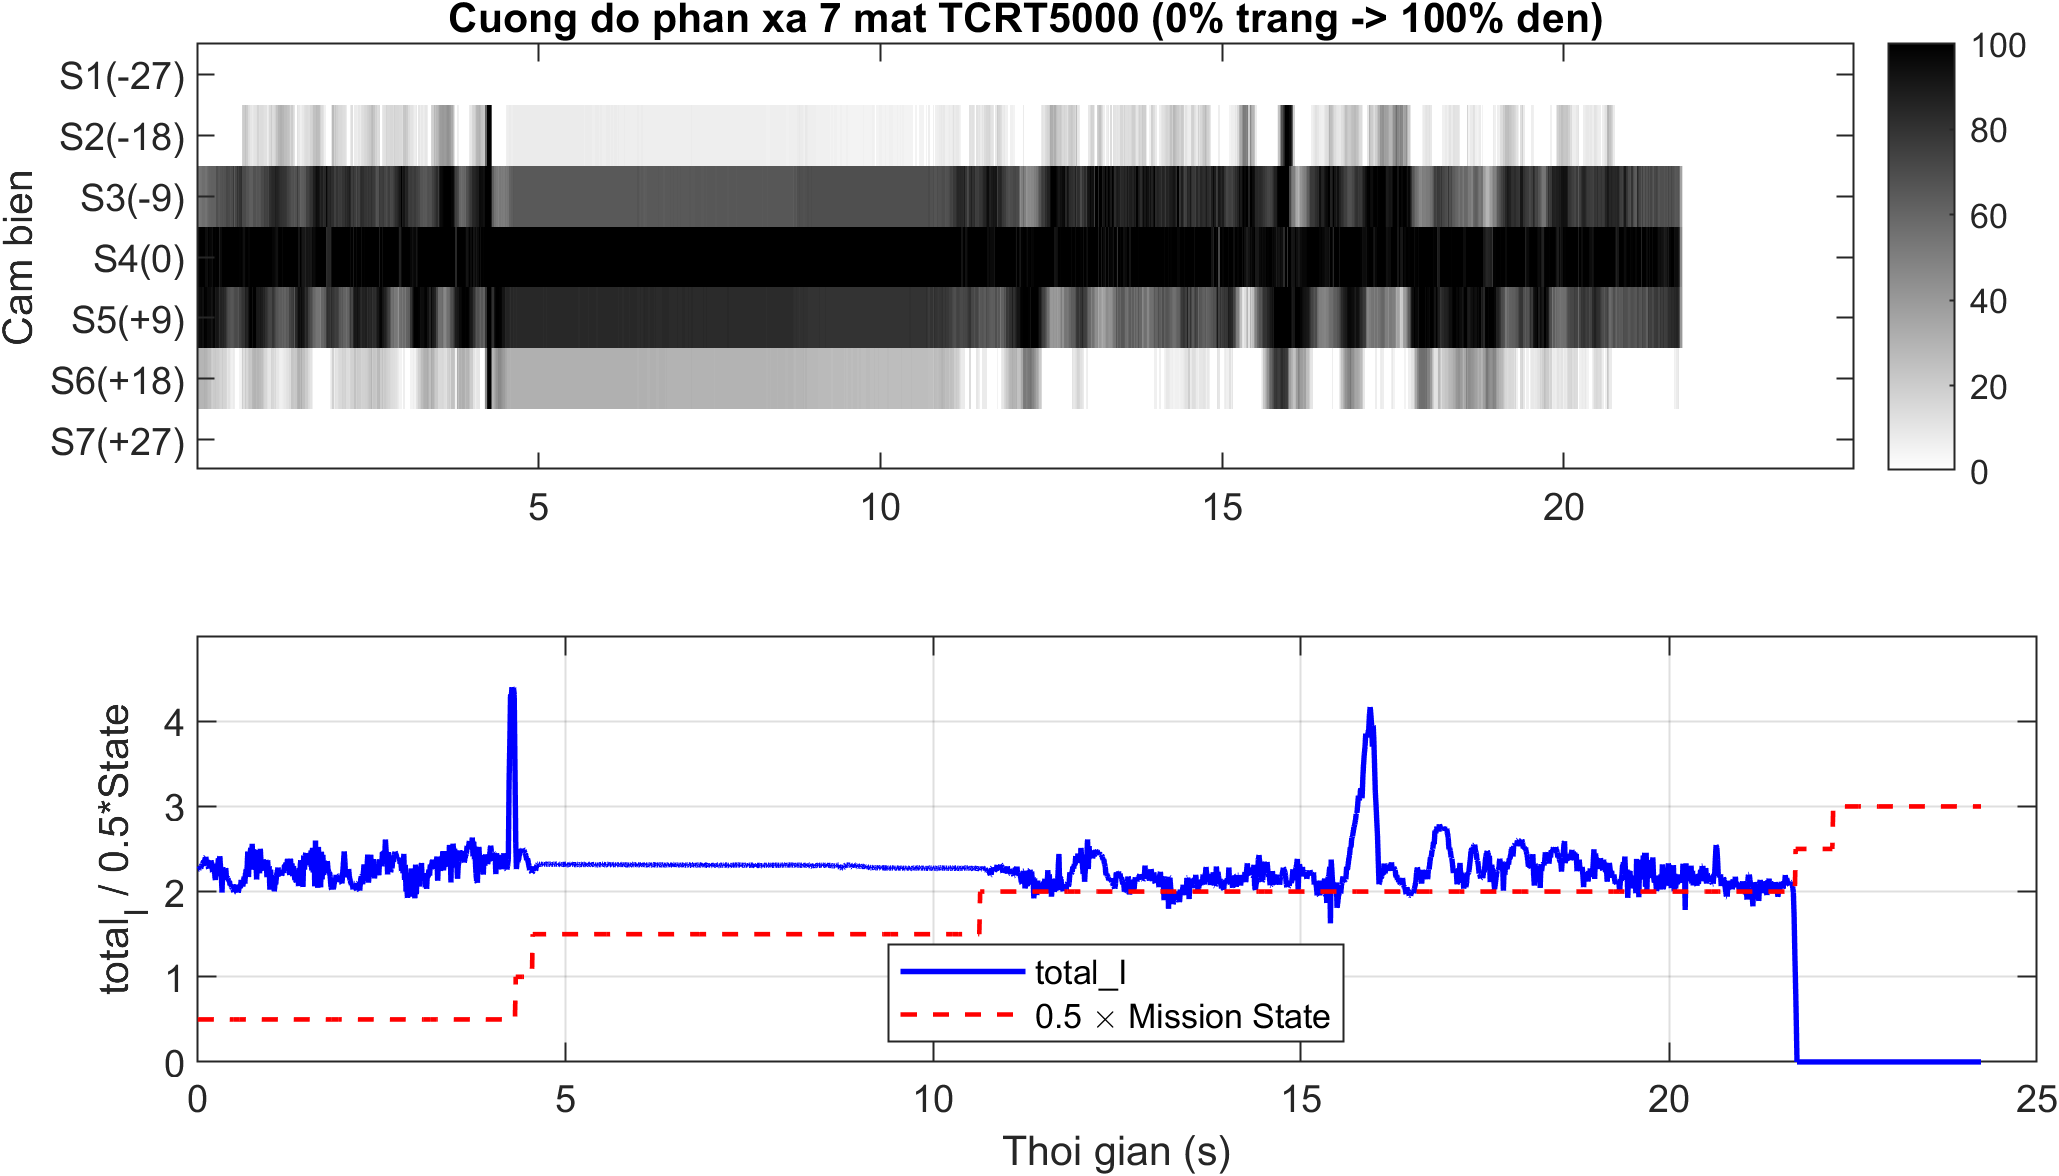 Cuong do phan xa 7 mat TCRT5000 (0% trang -> 100% den)
Cam bien
S1(-27)
S2(-18)
S3(-9)
S4(0)
S5(+9)
S6(+18)
S7(+27)
5 10 15 20
100
80
60
40
20
0
total_I / 0.5*State
4
3
2
1
0
total_I
0.5 × Mission State
0 5 10 15 20 25
Thoi gian (s)